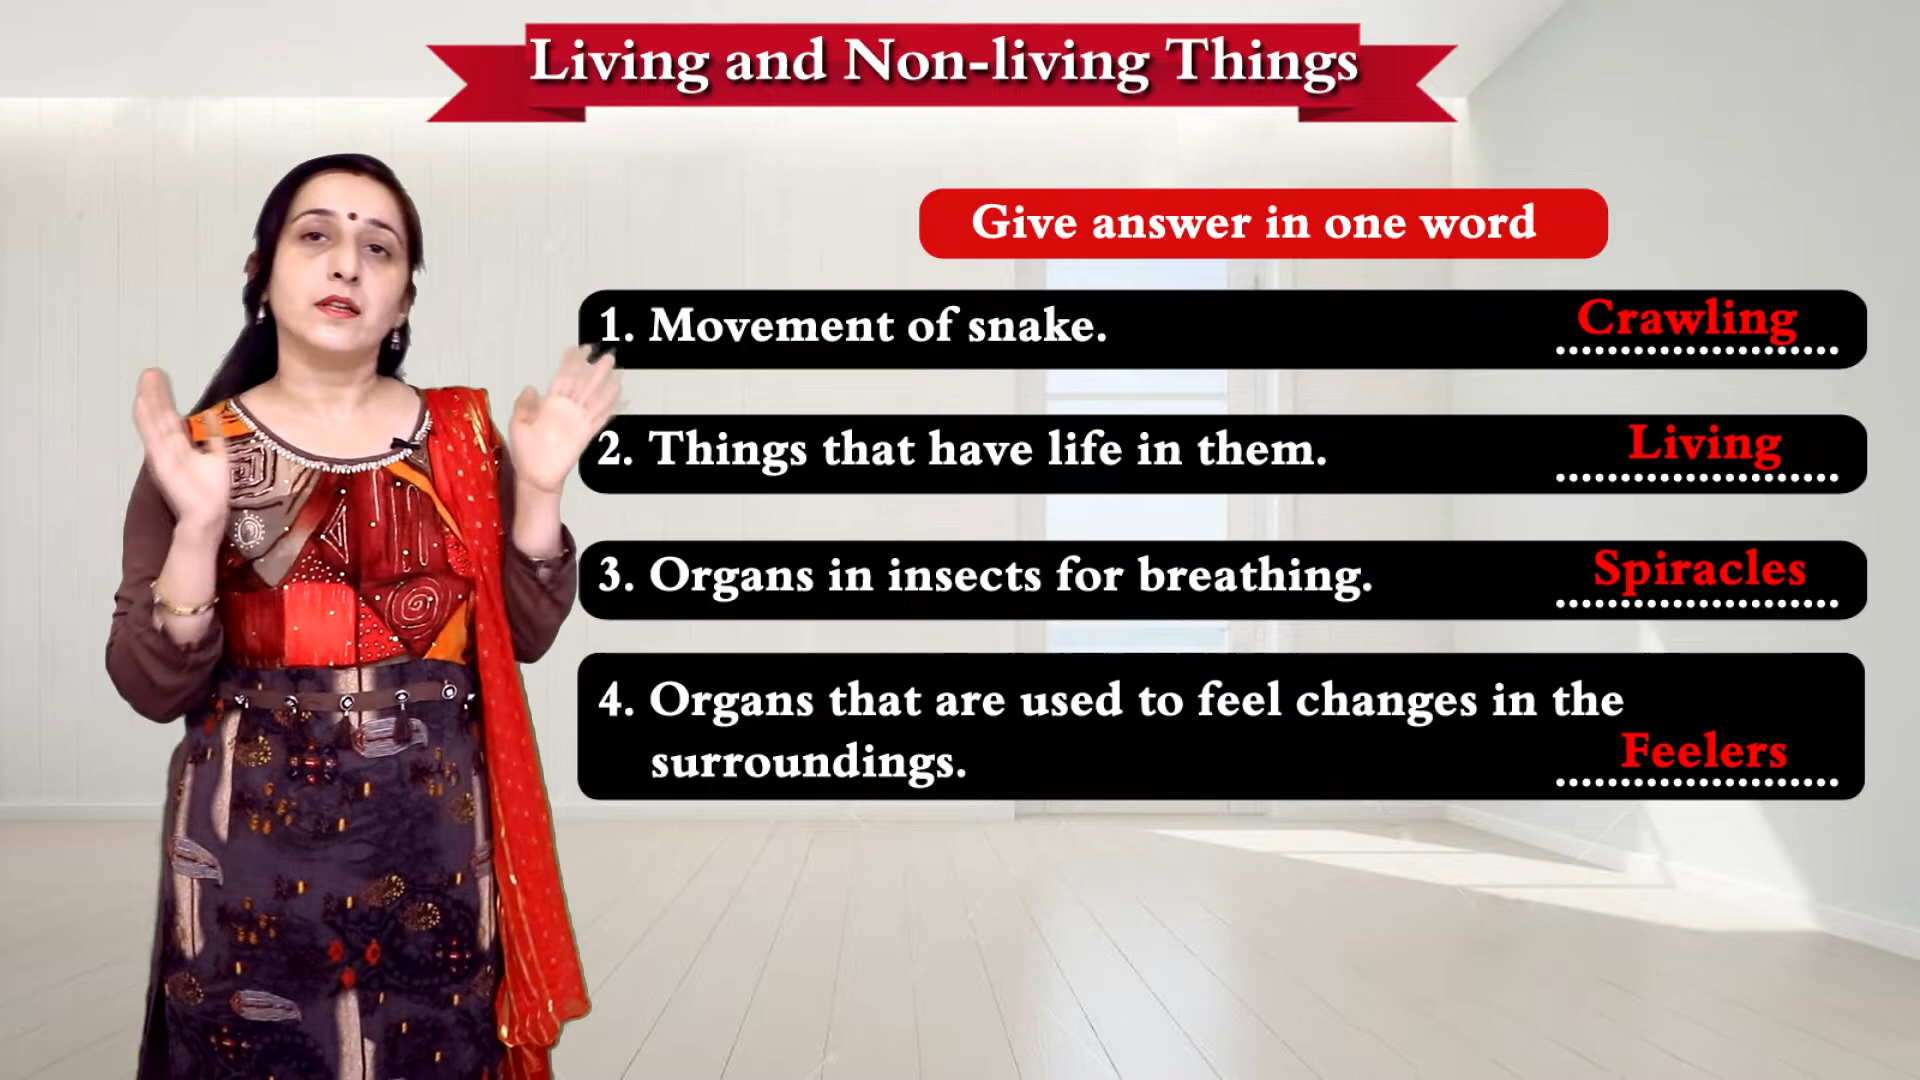 Living and Non-living Things
Give answer in one word
1. Movement of snake. Crawling
2. Things that have life in them. Living
3. Organs in insects for breathing. Spiracles
4. Organs that are used to feel changes in the
surroundings. Feelers